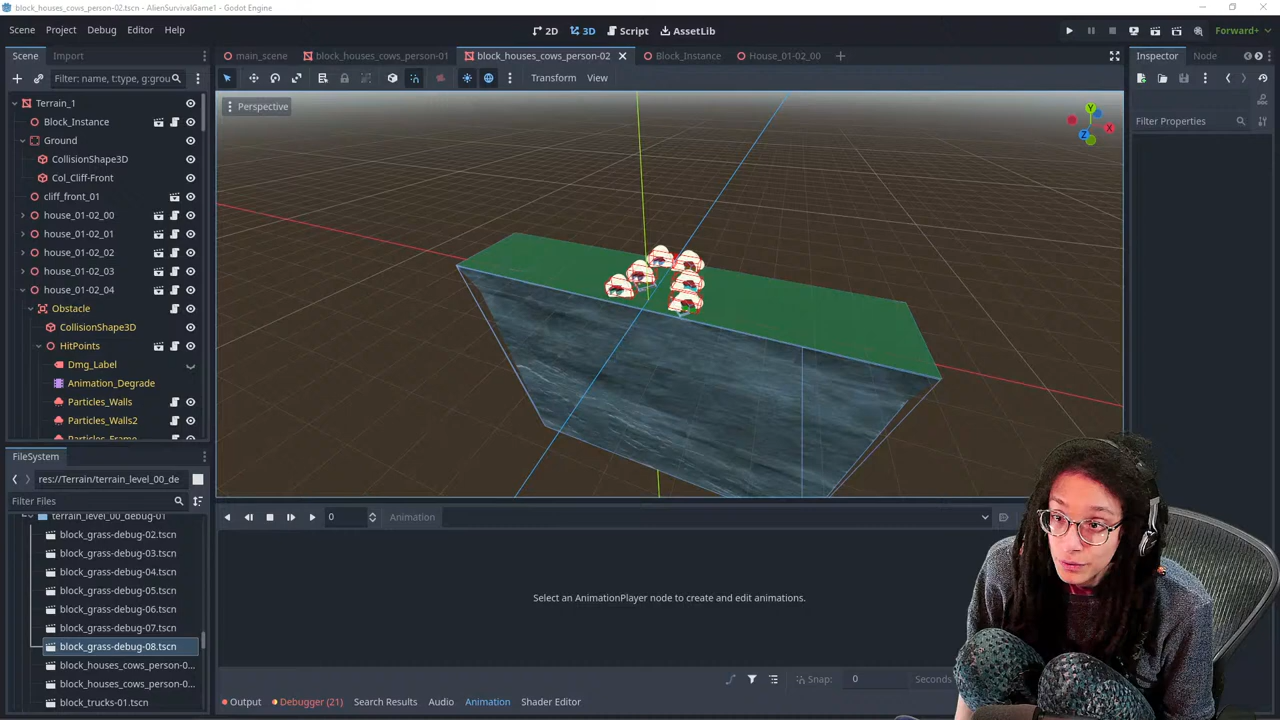 block_houses_cows_person-02.tscn - AlienSurvivalGame1 - Godot Engine
Scene Project Debug Editor Help
2D 3D Script AssetLib
Forward+
Scene Import
main_scene block_houses_cows_person-01 block_houses_cows_person-02 Block_Instance House_01-02_00
Inspector Node
Filter: name, t:type, g:grou
Transform View
Terrain_1
Perspective
Y
X
Z
Filter Properties
Block_Instance
Ground
CollisionShape3D
Col_Cliff-Front
cliff_front_01
house_01-02_00
house_01-02_01
house_01-02_02
house_01-02_03
house_01-02_04
Obstacle
CollisionShape3D
HitPoints
Dmg_Label
Animation_Degrade
Particles_Walls
Particles_Walls2
Particles_Frame
FileSystem
res://Terrain/terrain_level_00_de
Filter Files
terrain_level_00_debug-01
block_grass-debug-02.tscn
block_grass-debug-03.tscn
block_grass-debug-04.tscn
block_grass-debug-05.tscn
block_grass-debug-06.tscn
block_grass-debug-07.tscn
block_grass-debug-08.tscn
block_houses_cows_person-0...
block_houses_cows_person-0...
block_trucks-01.tscn
0 Animation
Select an AnimationPlayer node to create and edit animations.
Snap: 0 Seconds
Output Debugger (21) Search Results Audio Animation Shader Editor